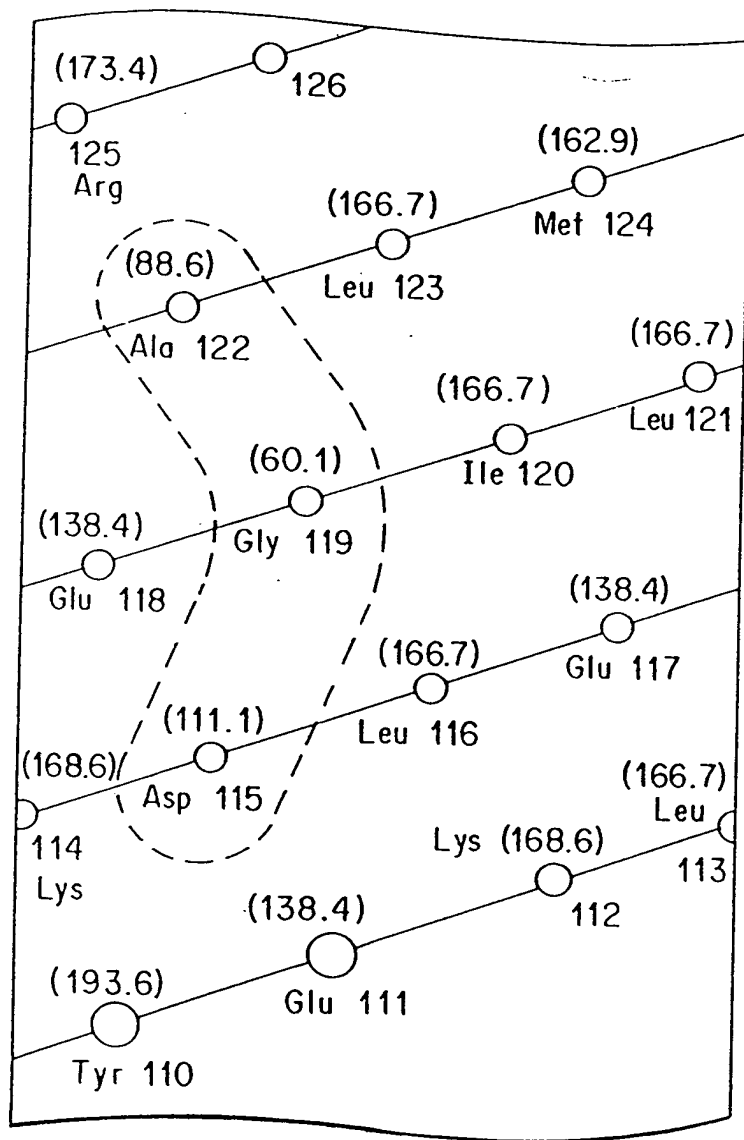 (173.4)
126
125
Arg
(162.9)
Met 124
(166.7)
Leu 123
(88.6)
Ala 122
(166.7)
Leu 121
(166.7)
Ile 120
(60.1)
Gly 119
(138.4)
Glu 118
(138.4)
Glu 117
(166.7)
Leu 116
(111.1)
Asp 115
(168.6)
114
Lys
(166.7)
Leu
113
Lys (168.6)
112
(138.4)
Glu 111
(193.6)
Tyr 110